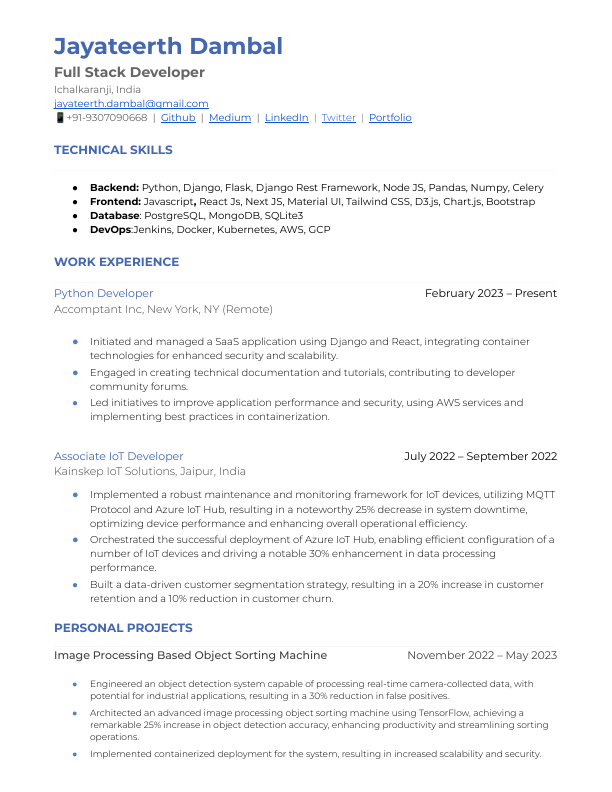 Jayateerth Dambal
Full Stack Developer
Ichalkaranji, India
jayateerth.dambal@gmail.com
📱+91-9307090668 | Github | Medium | LinkedIn | Twitter | Portfolio
TECHNICAL SKILLS
● Backend: Python, Django, Flask, Django Rest Framework, Node JS, Pandas, Numpy, Celery
● Frontend: Javascript, React Js, Next JS, Material UI, Tailwind CSS, D3.js, Chart.js, Bootstrap
● Database: PostgreSQL, MongoDB, SQLite3
● DevOps:Jenkins, Docker, Kubernetes, AWS, GCP
WORK EXPERIENCE
Python Developer February 2023 – Present
Accomptant Inc, New York, NY (Remote)
● Initiated and managed a SaaS application using Django and React, integrating container
technologies for enhanced security and scalability.
● Engaged in creating technical documentation and tutorials, contributing to developer
community forums.
● Led initiatives to improve application performance and security, using AWS services and
implementing best practices in containerization.
Associate IoT Developer July 2022 – September 2022
Kainskep IoT Solutions, Jaipur, India
● Implemented a robust maintenance and monitoring framework for IoT devices, utilizing MQTT
Protocol and Azure IoT Hub, resulting in a noteworthy 25% decrease in system downtime,
optimizing device performance and enhancing overall operational efficiency.
● Orchestrated the successful deployment of Azure IoT Hub, enabling efficient configuration of a
number of IoT devices and driving a notable 30% enhancement in data processing
performance.
● Built a data-driven customer segmentation strategy, resulting in a 20% increase in customer
retention and a 10% reduction in customer churn.
PERSONAL PROJECTS
Image Processing Based Object Sorting Machine November 2022 – May 2023
● Engineered an object detection system capable of processing real-time camera-collected data, with
potential for industrial applications, resulting in a 30% reduction in false positives.
● Architected an advanced image processing object sorting machine using TensorFlow, achieving a
remarkable 25% increase in object detection accuracy, enhancing productivity and streamlining sorting
operations.
● Implemented containerized deployment for the system, resulting in increased scalability and security.